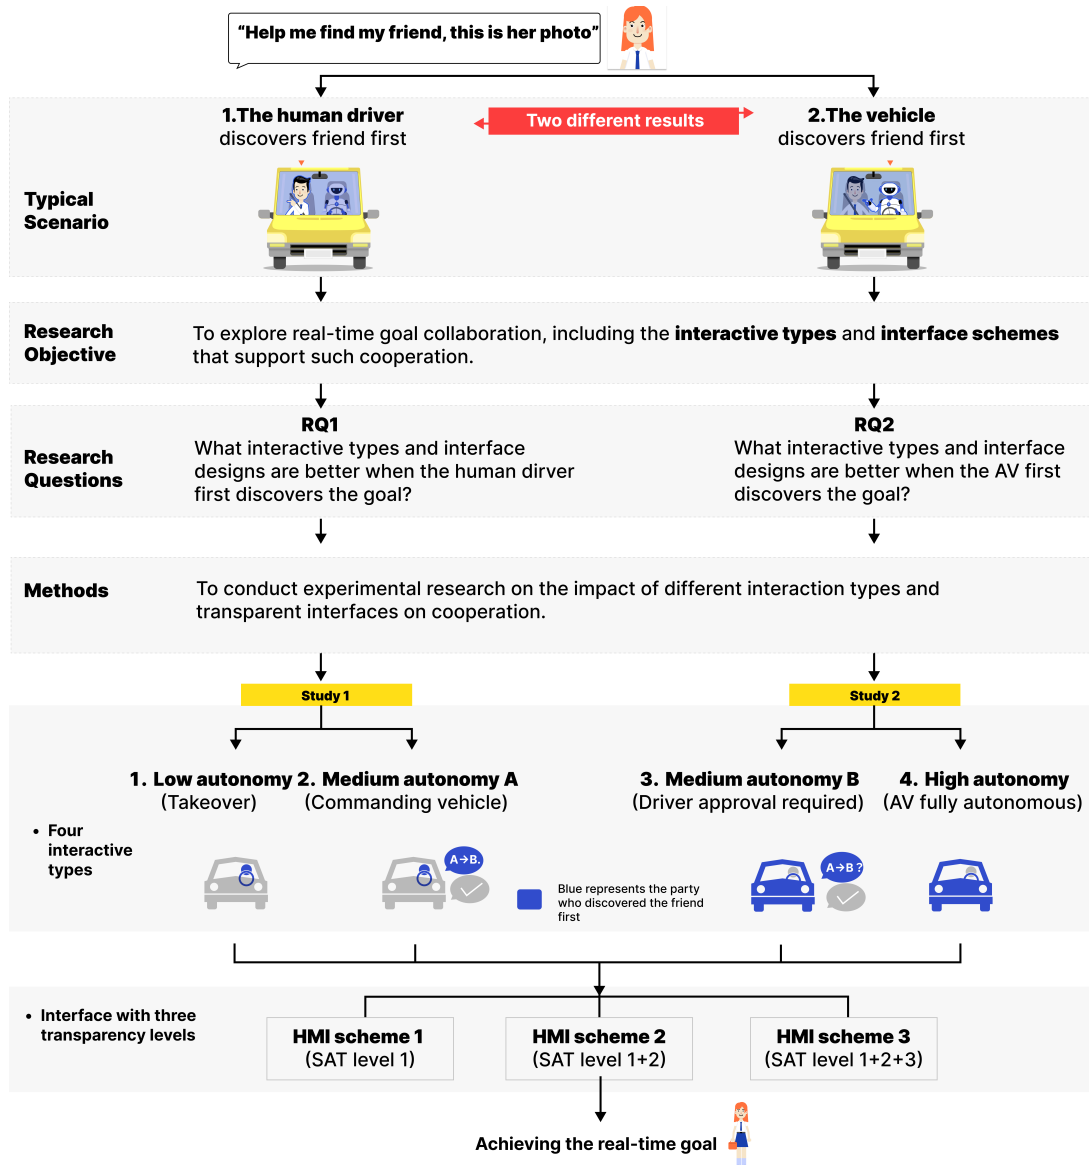 “Help me find my friend, this is her photo”
1.The human driver
discovers friend first
Two different results
2.The vehicle
discovers friend first
Typical
Scenario
Research
Objective
To explore real-time goal collaboration, including the interactive types and interface schemes
that support such cooperation.
Research
Questions
RQ1
What interactive types and interface
designs are better when the human dirver
first discovers the goal?
RQ2
What interactive types and interface
designs are better when the AV first
discovers the goal?
Methods
To conduct experimental research on the impact of different interaction types and
transparent interfaces on cooperation.
Study 1
Study 2
1. Low autonomy
(Takeover)
2. Medium autonomy A
(Commanding vehicle)
3. Medium autonomy B
(Driver approval required)
4. High autonomy
(AV fully autonomous)
• Four
interactive
types
A→B.
Blue represents the party
who discovered the friend
first
A→B ?
• Interface with three
transparency levels
HMI scheme 1
(SAT level 1)
HMI scheme 2
(SAT level 1+2)
HMI scheme 3
(SAT level 1+2+3)
Achieving the real-time goal